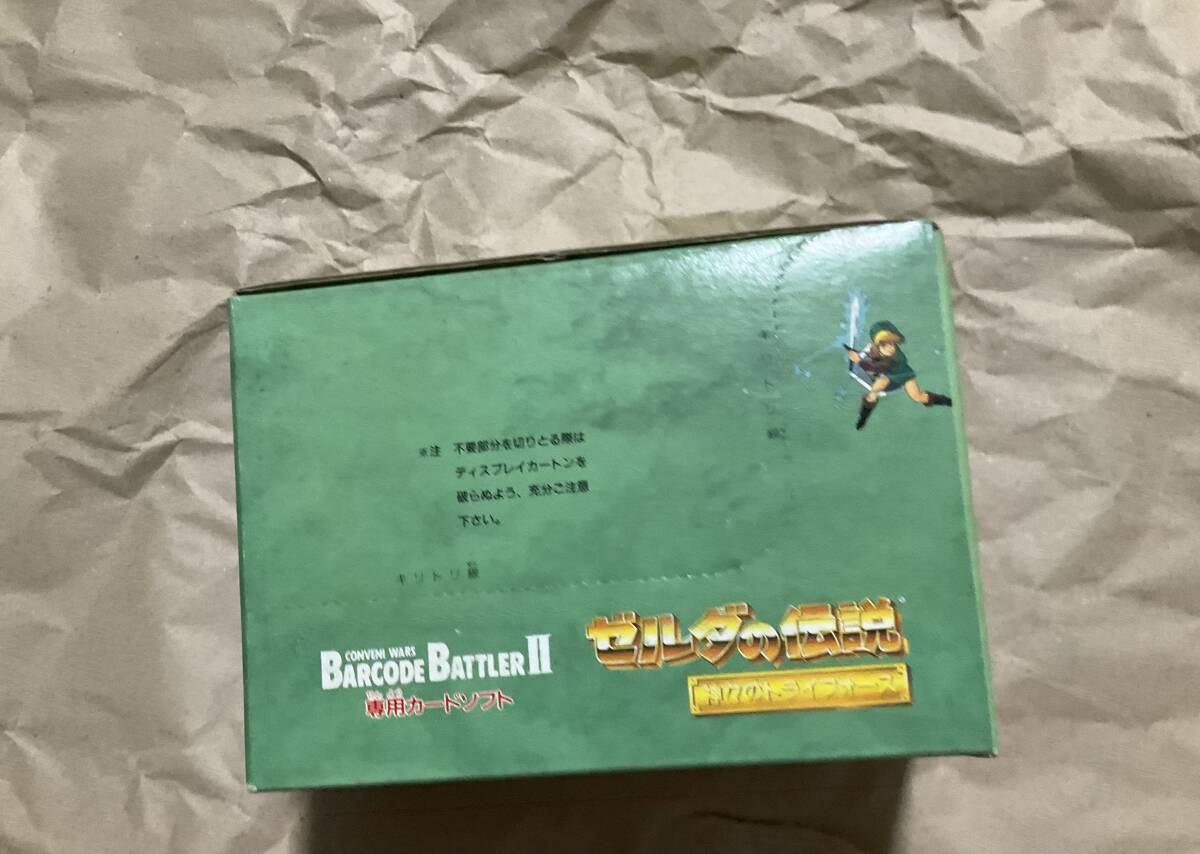 ※注 不要部分を切りとる際は
ディスプレイカートンを
破らぬよう、充分ご注意
下さい。
キリトリ線
CONVENI WARS
BARCODE BATTLER II
専用カードソフト
ゼルダの伝説
神々のトライフォース